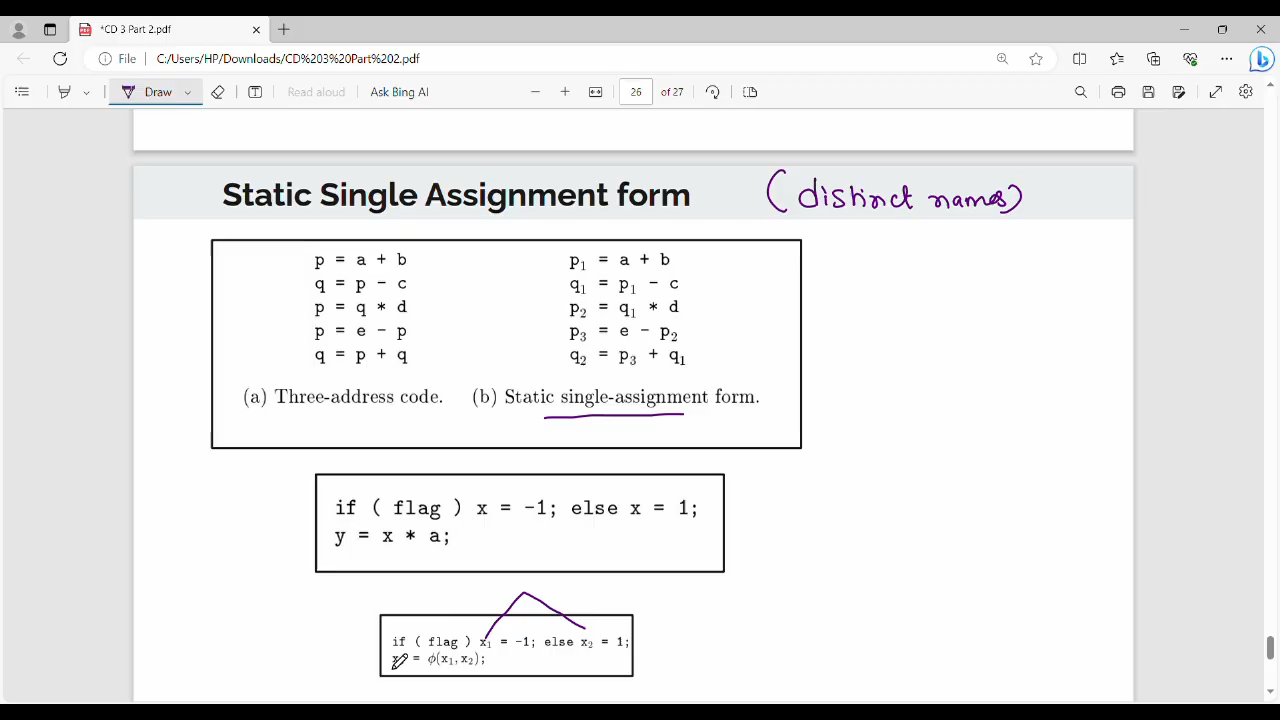 *CD 3 Part 2.pdf
File | C:/Users/HP/Downloads/CD%203%20Part%202.pdf
Draw Read aloud Ask Bing AI 26 of 27
Static Single Assignment form (distinct names)
p = a + b p₁ = a + b
q = p - c q₁ = p₁ - c
p = q * d p₂ = q₁ * d
p = e - p p₃ = e - p₂
q = p + q q₂ = p₃ + q₁
(a) Three-address code. (b) Static single-assignment form.
if ( flag ) x = -1; else x = 1;
y = x * a;
if ( flag ) x₁ = -1; else x₂ = 1;
= ϕ(x₁,x₂);